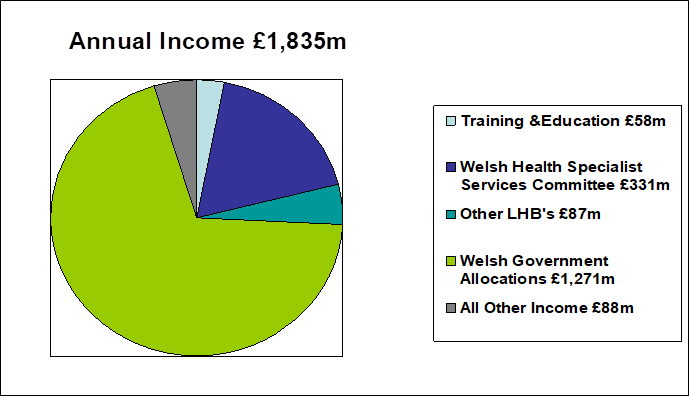 Annual Income £1,835m
Training &Education £58m
Welsh Health Specialist
Services Committee £331m
Other LHB's £87m
Welsh Government
Allocations £1,271m
All Other Income £88m